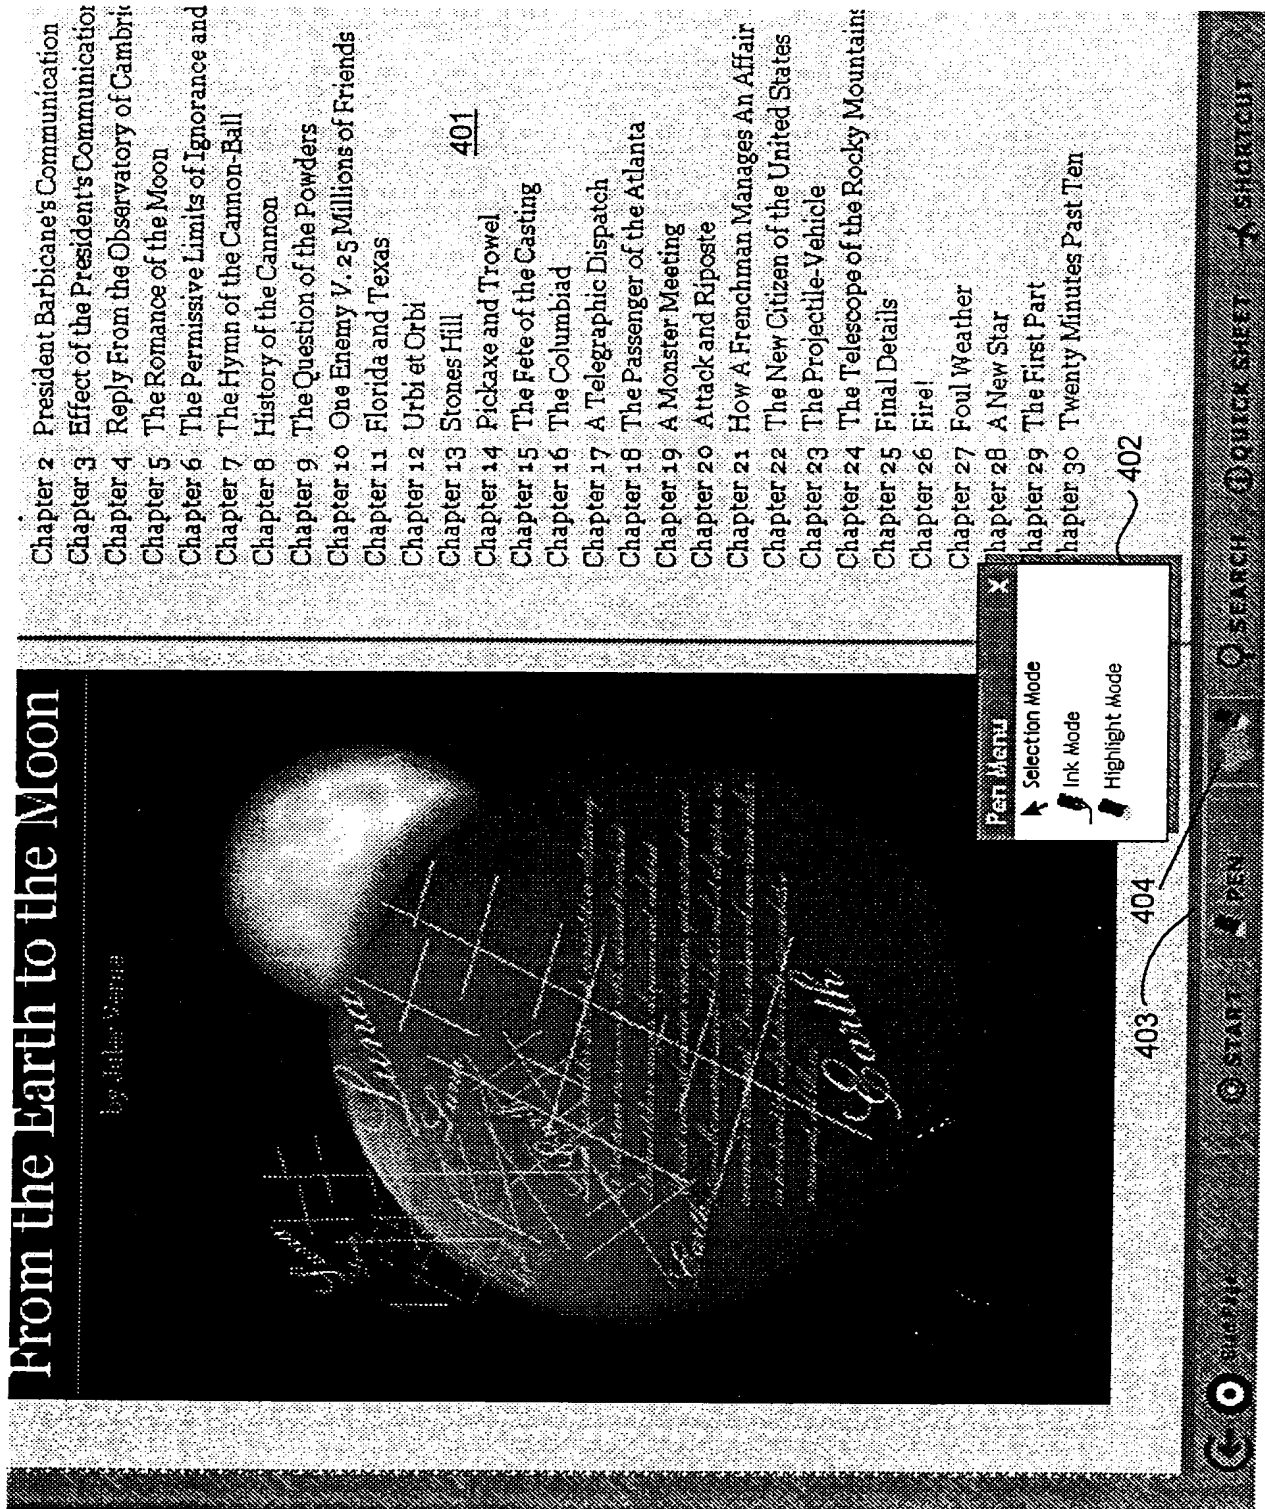 From the Earth to the Moon
by Jules Verne
Luna
Earth
Chapter 2 President Barbicane's Communication
Chapter 3 Effect of the President's Communication
Chapter 4 Reply From the Observatory of Cambric
Chapter 5 The Romance of the Moon
Chapter 6 The Permissive Limits of Ignorance and
Chapter 7 The Hymn of the Cannon-Ball
Chapter 8 History of the Cannon
Chapter 9 The Question of the Powders
Chapter 10 One Enemy V. 25 Millions of Friends
Chapter 11 Florida and Texas
Chapter 12 Urbi et Orbi
Chapter 13 Stones Hill
401
Chapter 14 Pickaxe and Trowel
Chapter 15 The Fete of the Casting
Chapter 16 The Columbiad
Chapter 17 A Telegraphic Dispatch
Chapter 18 The Passenger of the Atlanta
Chapter 19 A Monster Meeting
Chapter 20 Attack and Riposte
Chapter 21 How A Frenchman Manages An Affair
Chapter 22 The New Citizen of the United States
Chapter 23 The Projectile-Vehicle
Chapter 24 The Telescope of the Rocky Mountains
Chapter 25 Final Details
Chapter 26 Fire!
Chapter 27 Foul Weather
hapter 28 A New Star
hapter 29 The First Part
hapter 30 Twenty Minutes Past Ten
Pen Menu X
Selection Mode
Ink Mode
Highlight Mode
402
403
404
START PEN SEARCH QUICK SHEET SHORTCUT